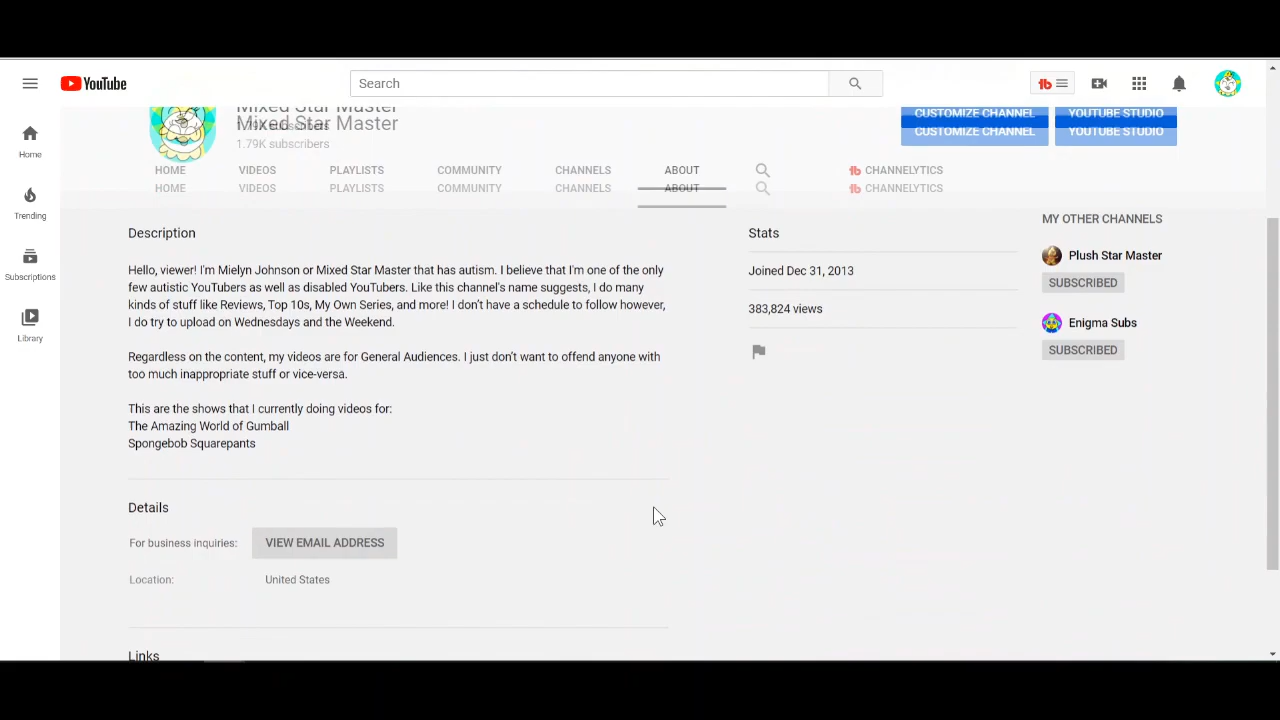 YouTube
Search
Home
Trending
Subscriptions
Library
Mixed Star Master
Mixed Star Master
1.79K subscribers
1.79K subscribers
CUSTOMIZE CHANNEL
YOUTUBE STUDIO
CUSTOMIZE CHANNEL
YOUTUBE STUDIO
HOME VIDEOS PLAYLISTS COMMUNITY CHANNELS ABOUT CHANNELYTICS
HOME VIDEOS PLAYLISTS COMMUNITY CHANNELS ABOUT CHANNELYTICS
Description
Hello, viewer! I'm Mielyn Johnson or Mixed Star Master that has autism. I believe that I'm one of the only
few autistic YouTubers as well as disabled YouTubers. Like this channel's name suggests, I do many
kinds of stuff like Reviews, Top 10s, My Own Series, and more! I don't have a schedule to follow however,
I do try to upload on Wednesdays and the Weekend.
Regardless on the content, my videos are for General Audiences. I just don't want to offend anyone with
too much inappropriate stuff or vice-versa.
This are the shows that I currently doing videos for:
The Amazing World of Gumball
Spongebob Squarepants
Details
For business inquiries: VIEW EMAIL ADDRESS
Location: United States
Links
Stats
Joined Dec 31, 2013
383,824 views
MY OTHER CHANNELS
Plush Star Master
SUBSCRIBED
Enigma Subs
SUBSCRIBED